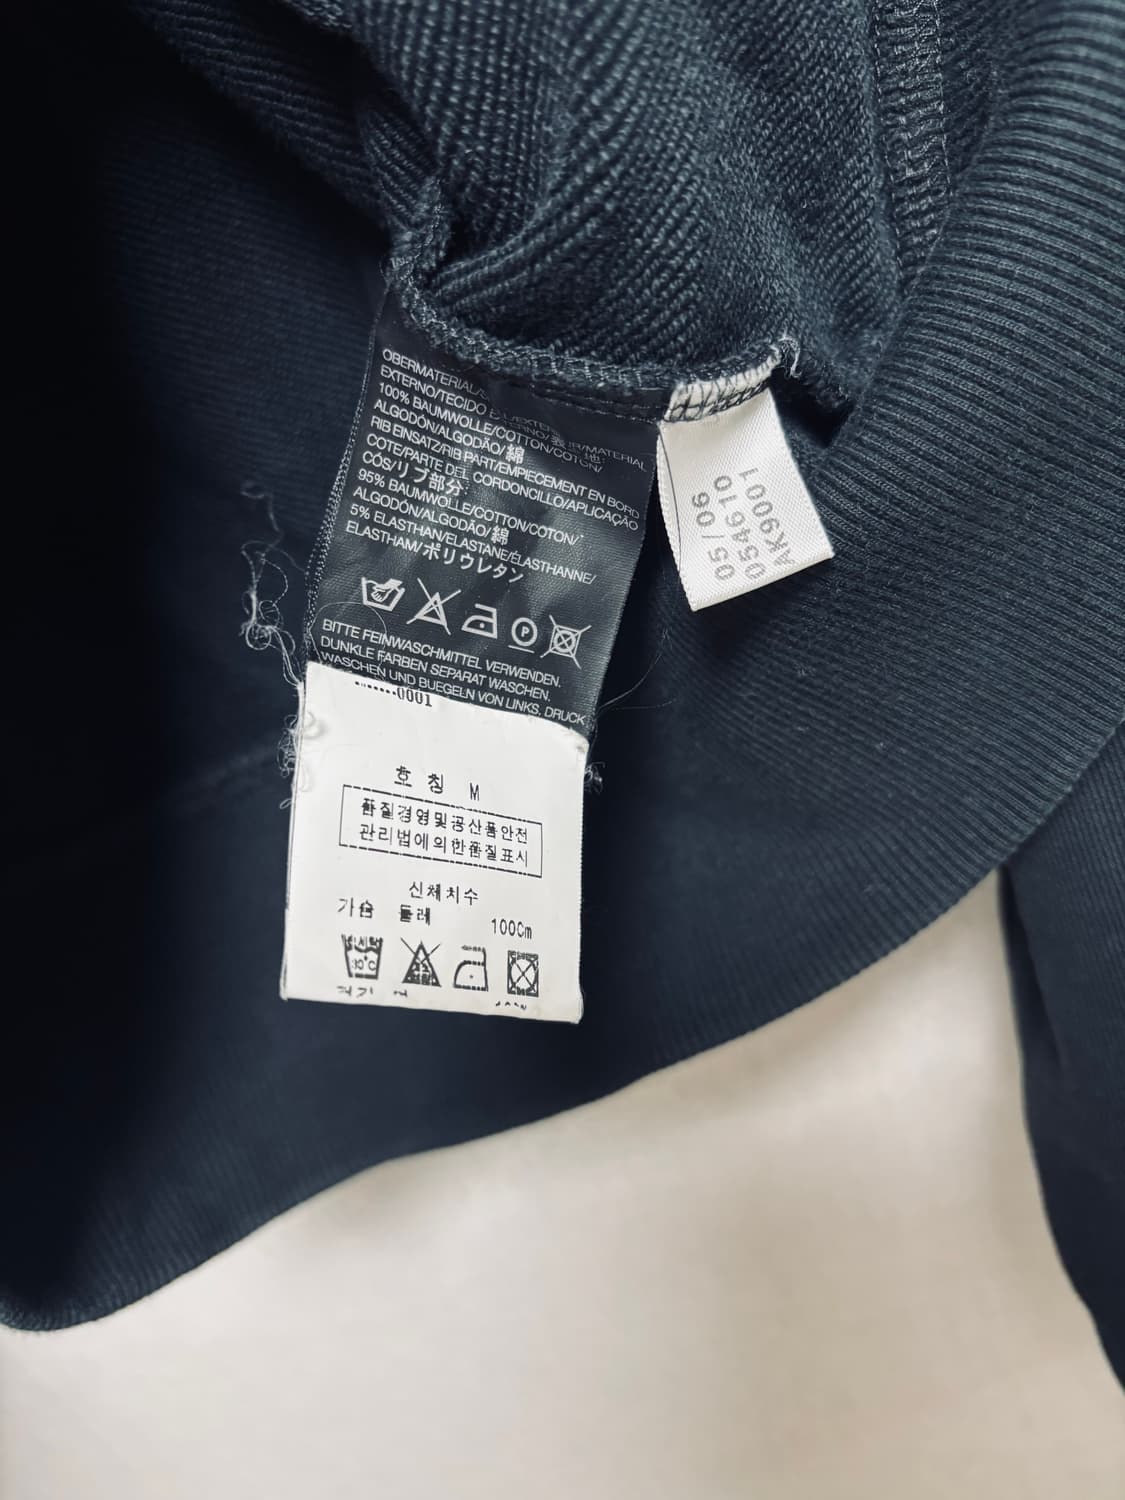 OBERMATERIAL/
EXTERNO/TECIDO
MATERIAL
100% BAUMWOLLE/COTTON/COTON/
ALGODÓN/ALGODÃO/綿
RIB EINSATZ/RIB PART/EMPIECEMENT EN BORD
COTE/PARTE DEL CORDONCILLO/APLICAÇÃO
CÓS/リブ部分:
95% BAUMWOLLE/COTTON/COTON/
ALGODÓN/ALGODÃO/綿
5% ELASTHAN/ELASTANE/ÉLASTHANNE/
ELASTHAM/ポリウレタン
P
BITTE FEINWASCHMITTEL VERWENDEN.
DUNKLE FARBEN SEPARAT WASCHEN.
WASCHEN UND BUEGELN VON LINKS, DRUCK
05/06
054610
AK9001
0001
호칭 M
품질경영및공산품안전
관리법에의한품질표시
신체치수
가슴 둘레 100Cm
30°C